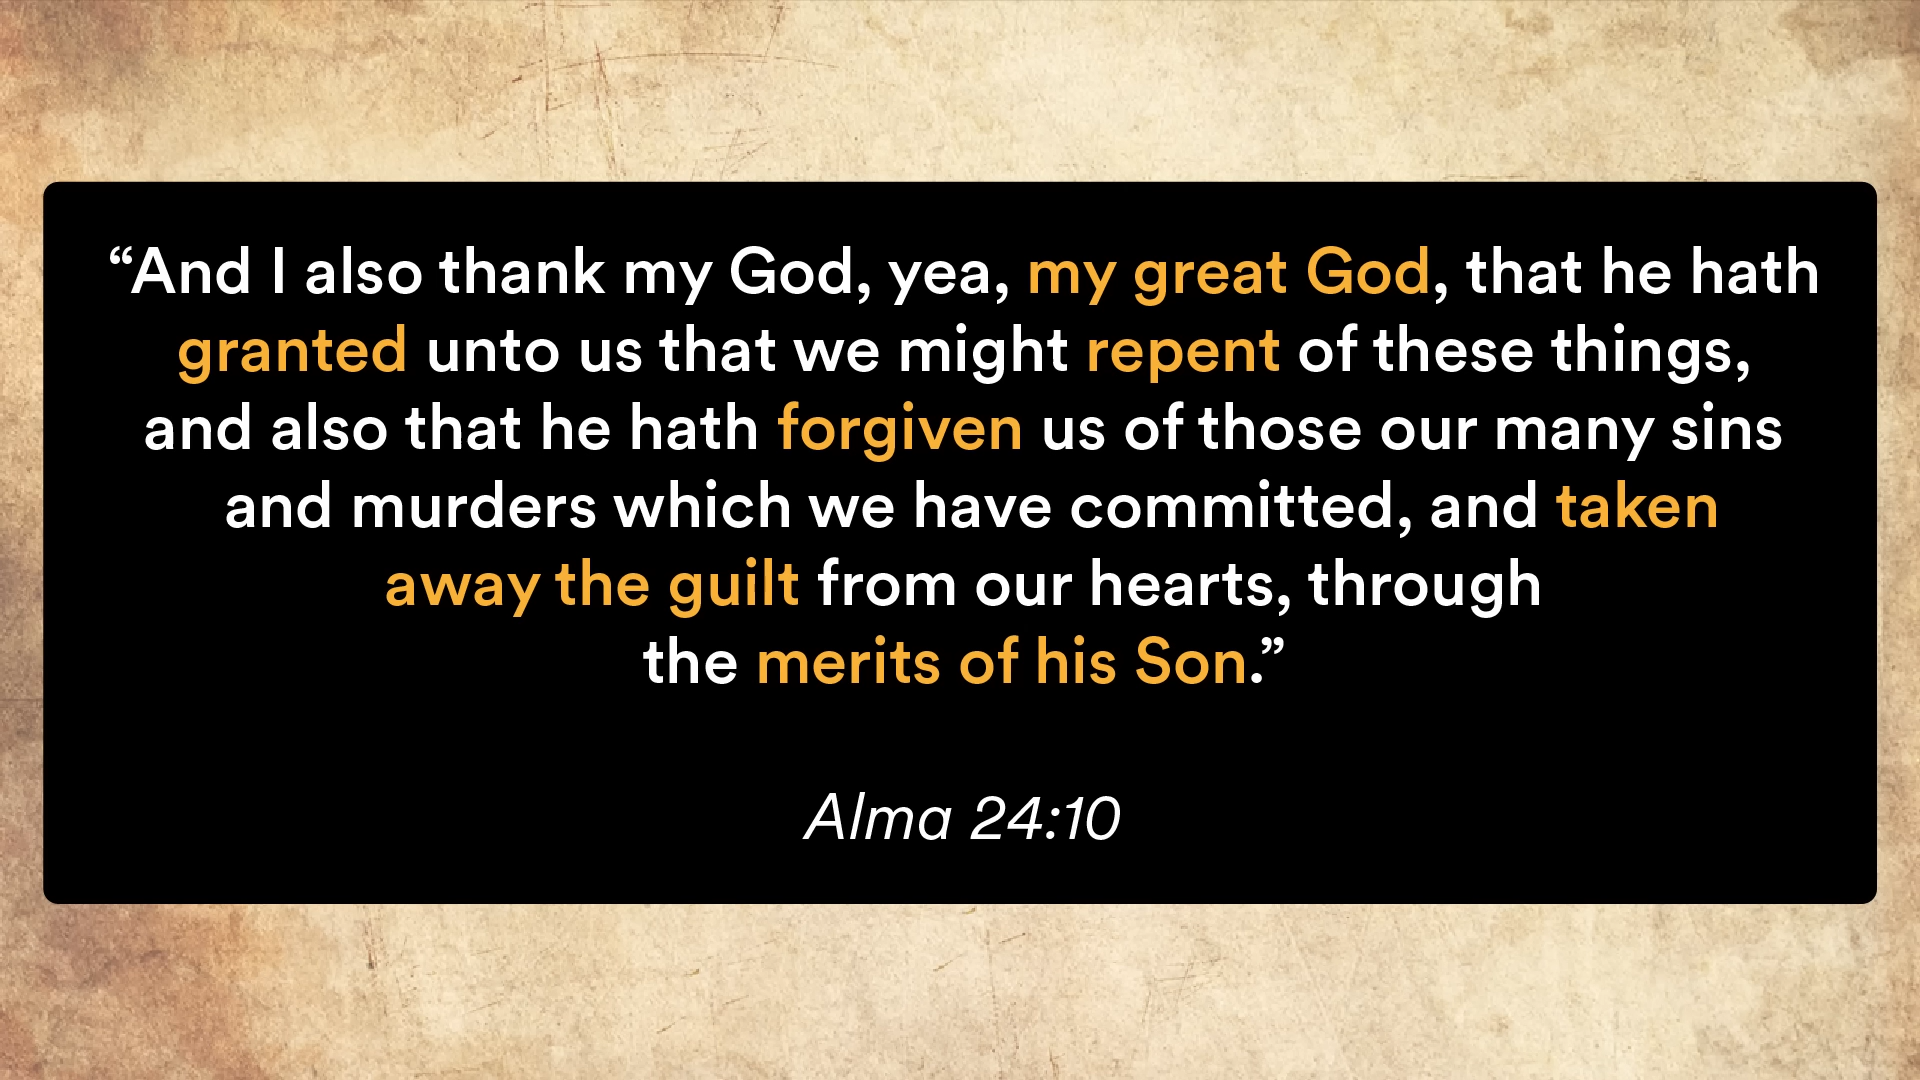 “And I also thank my God, yea, my great God, that he hath
granted unto us that we might repent of these things,
and also that he hath forgiven us of those our many sins
and murders which we have committed, and taken
away the guilt from our hearts, through
the merits of his Son.”
Alma 24:10